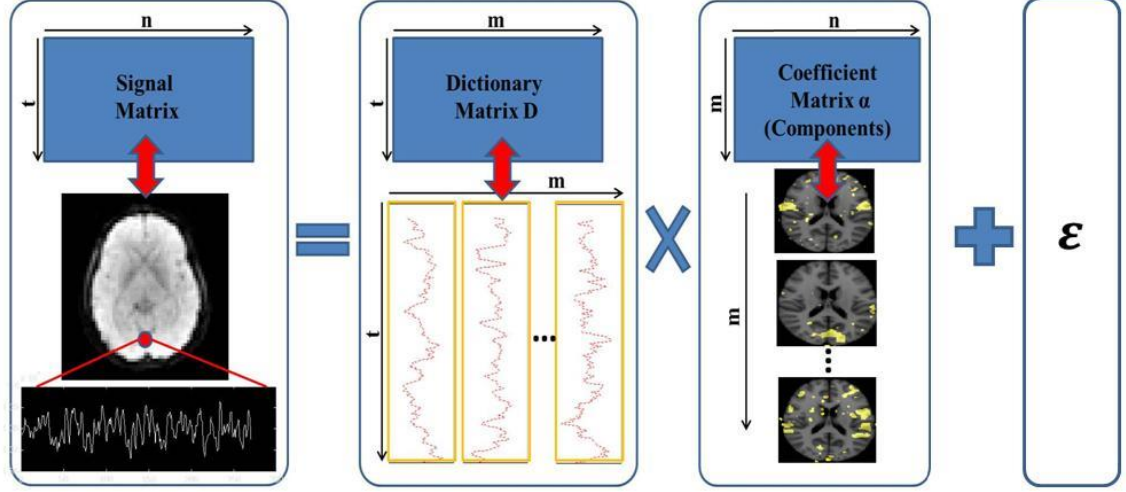 n
t
Signal
Matrix
m
t
Dictionary
Matrix D
m
t
n
m
Coefficient
Matrix α
(Components)
m
ε